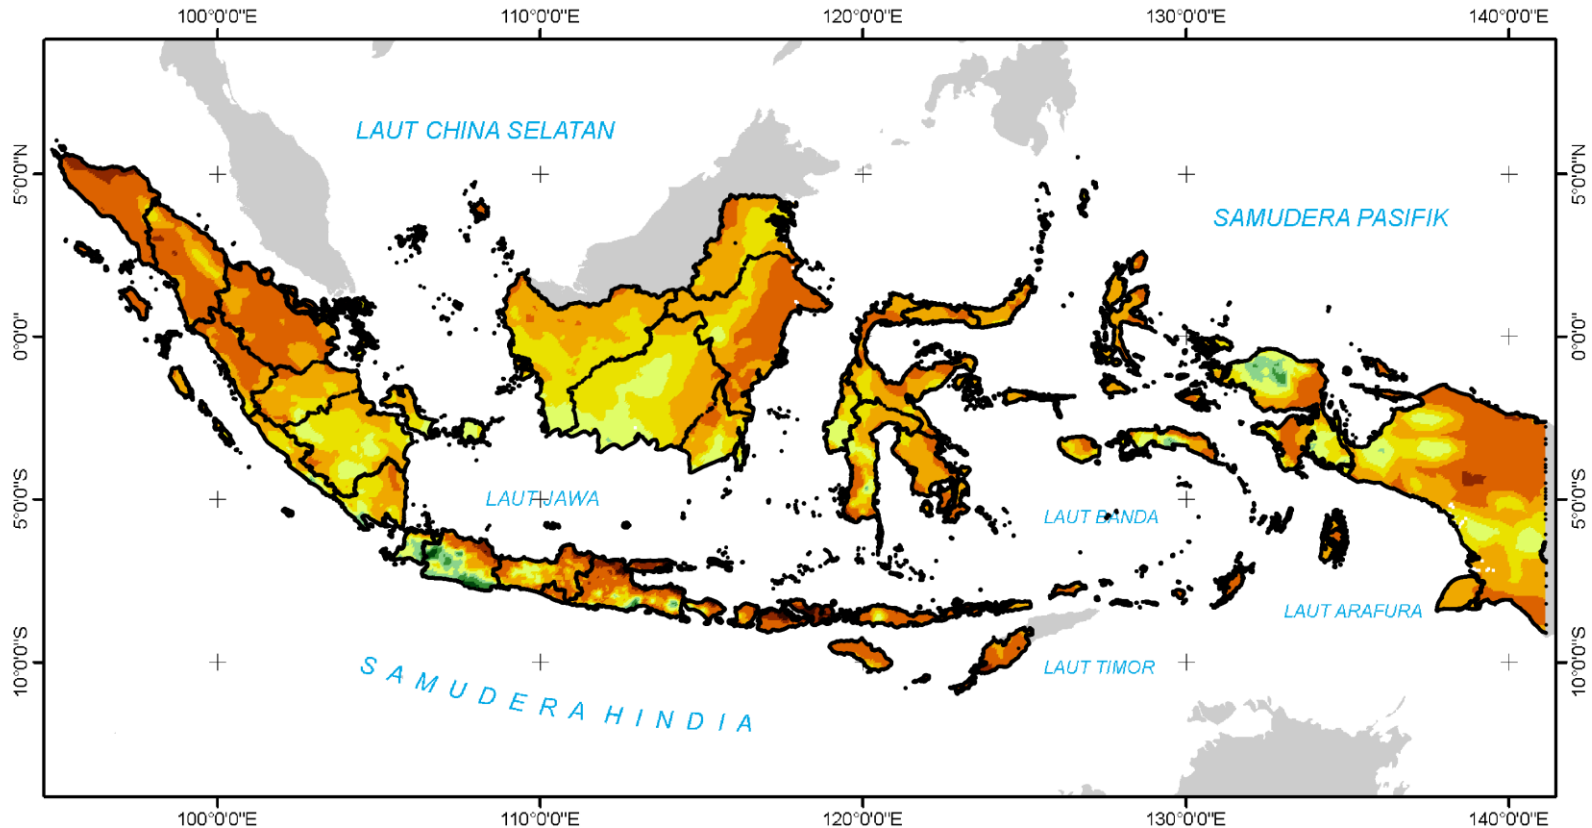 100°0'0"E 110°0'0"E 120°0'0"E 130°0'0"E 140°0'0"E
LAUT CHINA SELATAN
5°0'0"N 5°0'0"N
SAMUDERA PASIFIK
0°0'0" 0°0'0"
LAUT JAWA
5°0'0"S 5°0'0"S
LAUT BANDA
LAUT ARAFURA
10°0'0"S 10°0'0"S
LAUT TIMOR
SAMUDERA HINDIA
100°0'0"E 110°0'0"E 120°0'0"E 130°0'0"E 140°0'0"E